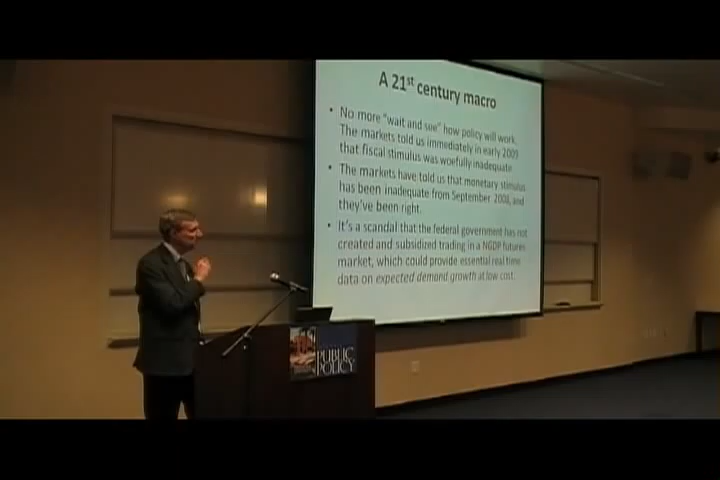 A 21st century macro
• No more "wait and see" how policy will work.
The markets told us immediately in early 2009
that fiscal stimulus was woefully inadequate.
• The markets have told us that monetary stimulus
has been inadequate from September 2008, and
they've been right.
• It's a scandal that the federal government has not
created and subsidized trading in a NGDP futures
market, which could provide essential real time
data on expected demand growth at low cost.
PUBLIC
POLICY